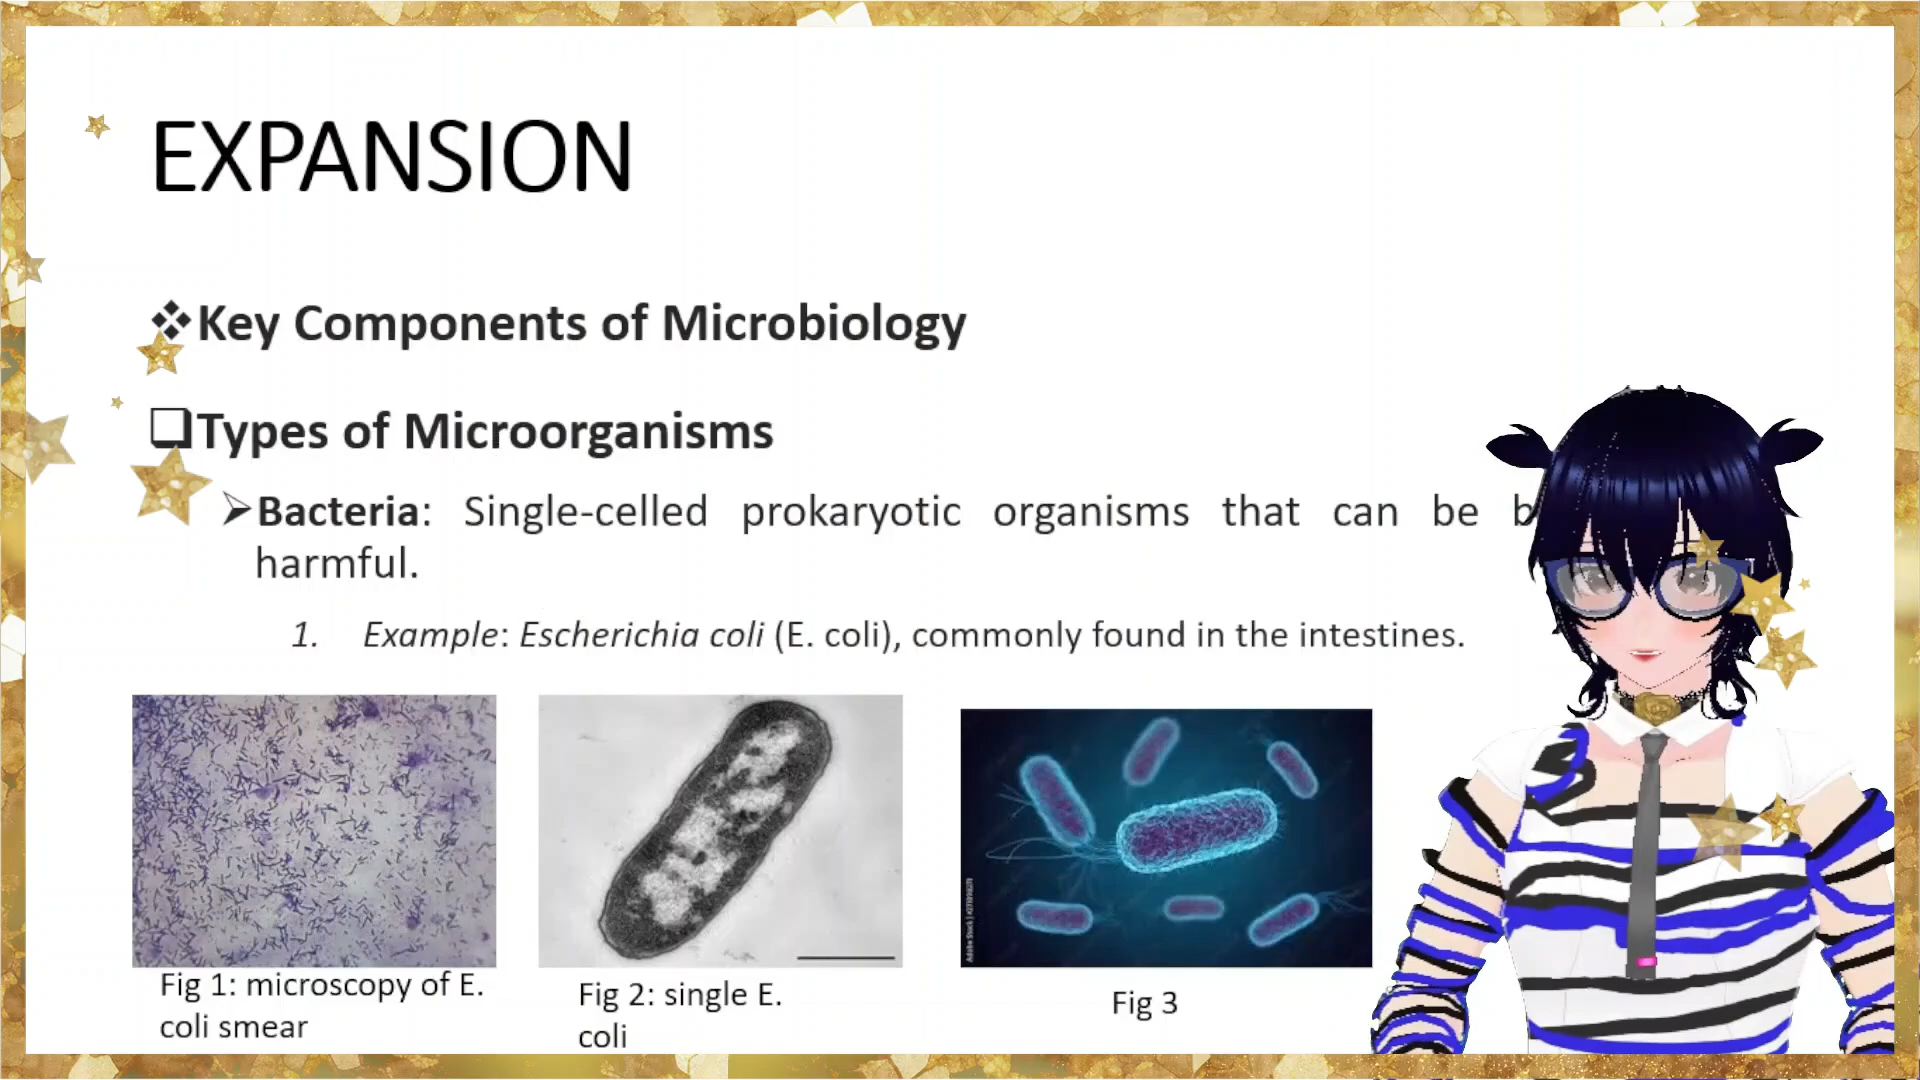 EXPANSION
Key Components of Microbiology
Types of Microorganisms
Bacteria: Single-celled prokaryotic organisms that can be
harmful.
1. Example: Escherichia coli (E. coli), commonly found in the intestines.
Fig 1: microscopy of E.
coli smear
Fig 2: single E.
coli
Fig 3